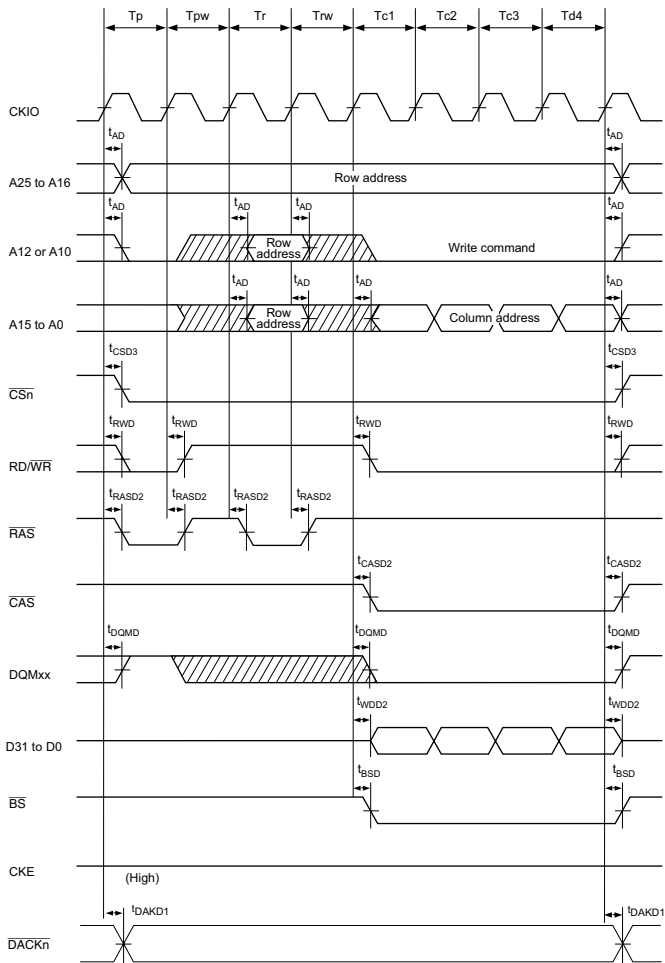 Tp Tpw Tr Trw Tc1 Tc2 Tc3 Td4
CKIO
tAD tAD
A25 to A16 Row address
tAD tAD tAD tAD
A12 or A10 Row address Write command
tAD tAD tAD tAD
A15 to A0 Row address Column address
tCSD3 tCSD3
CSn
tRWD tRWD tRWD tRWD
RD/WR
tRASD2 tRASD2 tRASD2 tRASD2
RAS
tCASD2 tCASD2
CAS
tDQMD tDQMD tDQMD
DQMxx
tWDD2 tWDD2
D31 to D0
tBSD tBSD
BS
CKE
(High)
tDAKD1 tDAKD1
DACKn